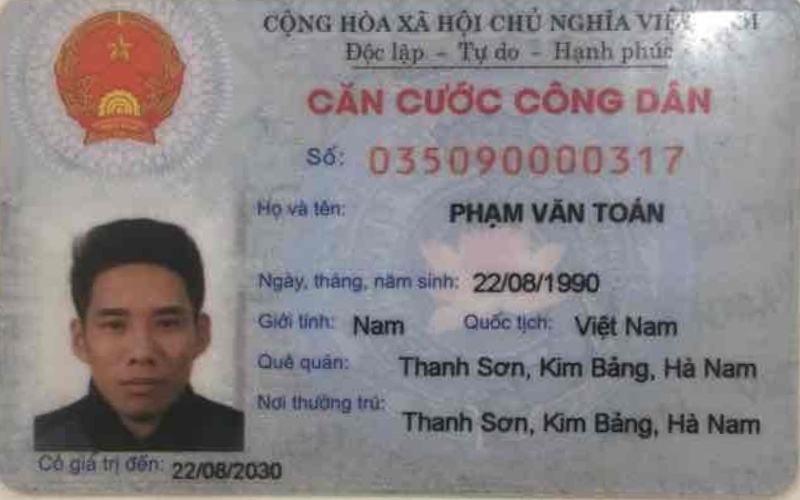 CỘNG HÒA XÃ HỘI CHỦ NGHĨA
Độc lập - Tự do - Hạnh phúc
CĂN CƯỚC CÔNG DÂN
Số: 035090000317
Họ và tên: PHẠM VĂN TOÁN
Ngày, tháng, năm sinh: 22/08/1990
Giới tính: Nam Quốc tịch: Việt Nam
Quê quán: Thanh Sơn, Kim Bảng, Hà Nam
Nơi thường trú: Thanh Sơn, Kim Bảng, Hà Nam
Có giá trị đến: 22/08/2030